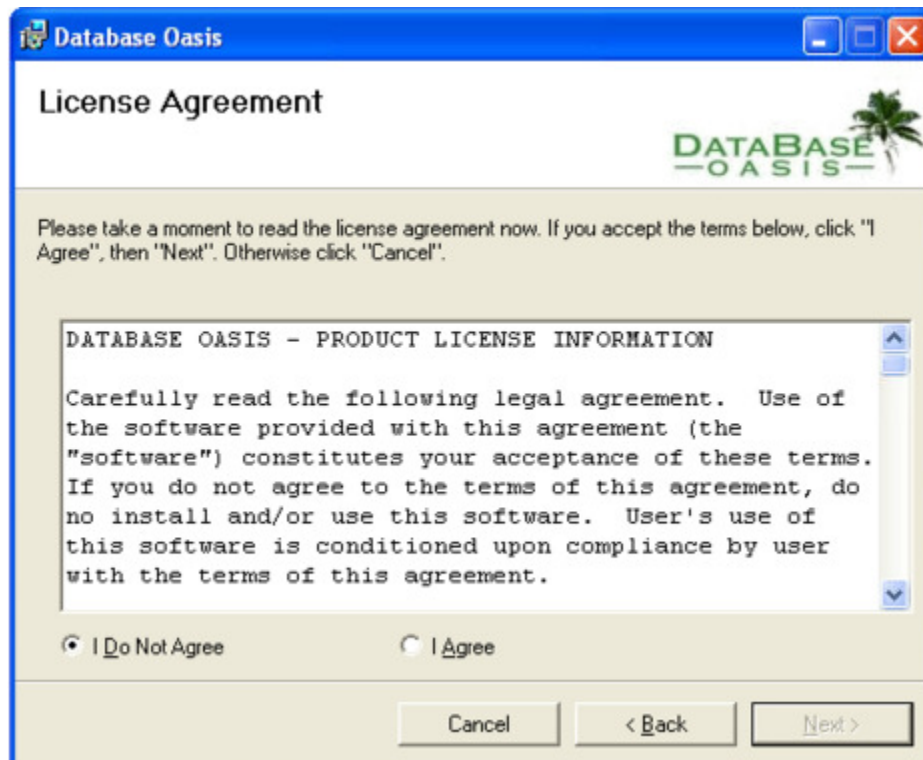 Database Oasis
License Agreement
DATABASE
OASIS
Please take a moment to read the license agreement now. If you accept the terms below, click "I
Agree", then "Next". Otherwise click "Cancel".
DATABASE OASIS - PRODUCT LICENSE INFORMATION
Carefully read the following legal agreement.  Use of
the software provided with this agreement (the
"software") constitutes your acceptance of these terms.
If you do not agree to the terms of this agreement, do
no install and/or use this software.  User's use of
this software is conditioned upon compliance by user
with the terms of this agreement.
I Do Not Agree
I Agree
Cancel
< Back
Next >